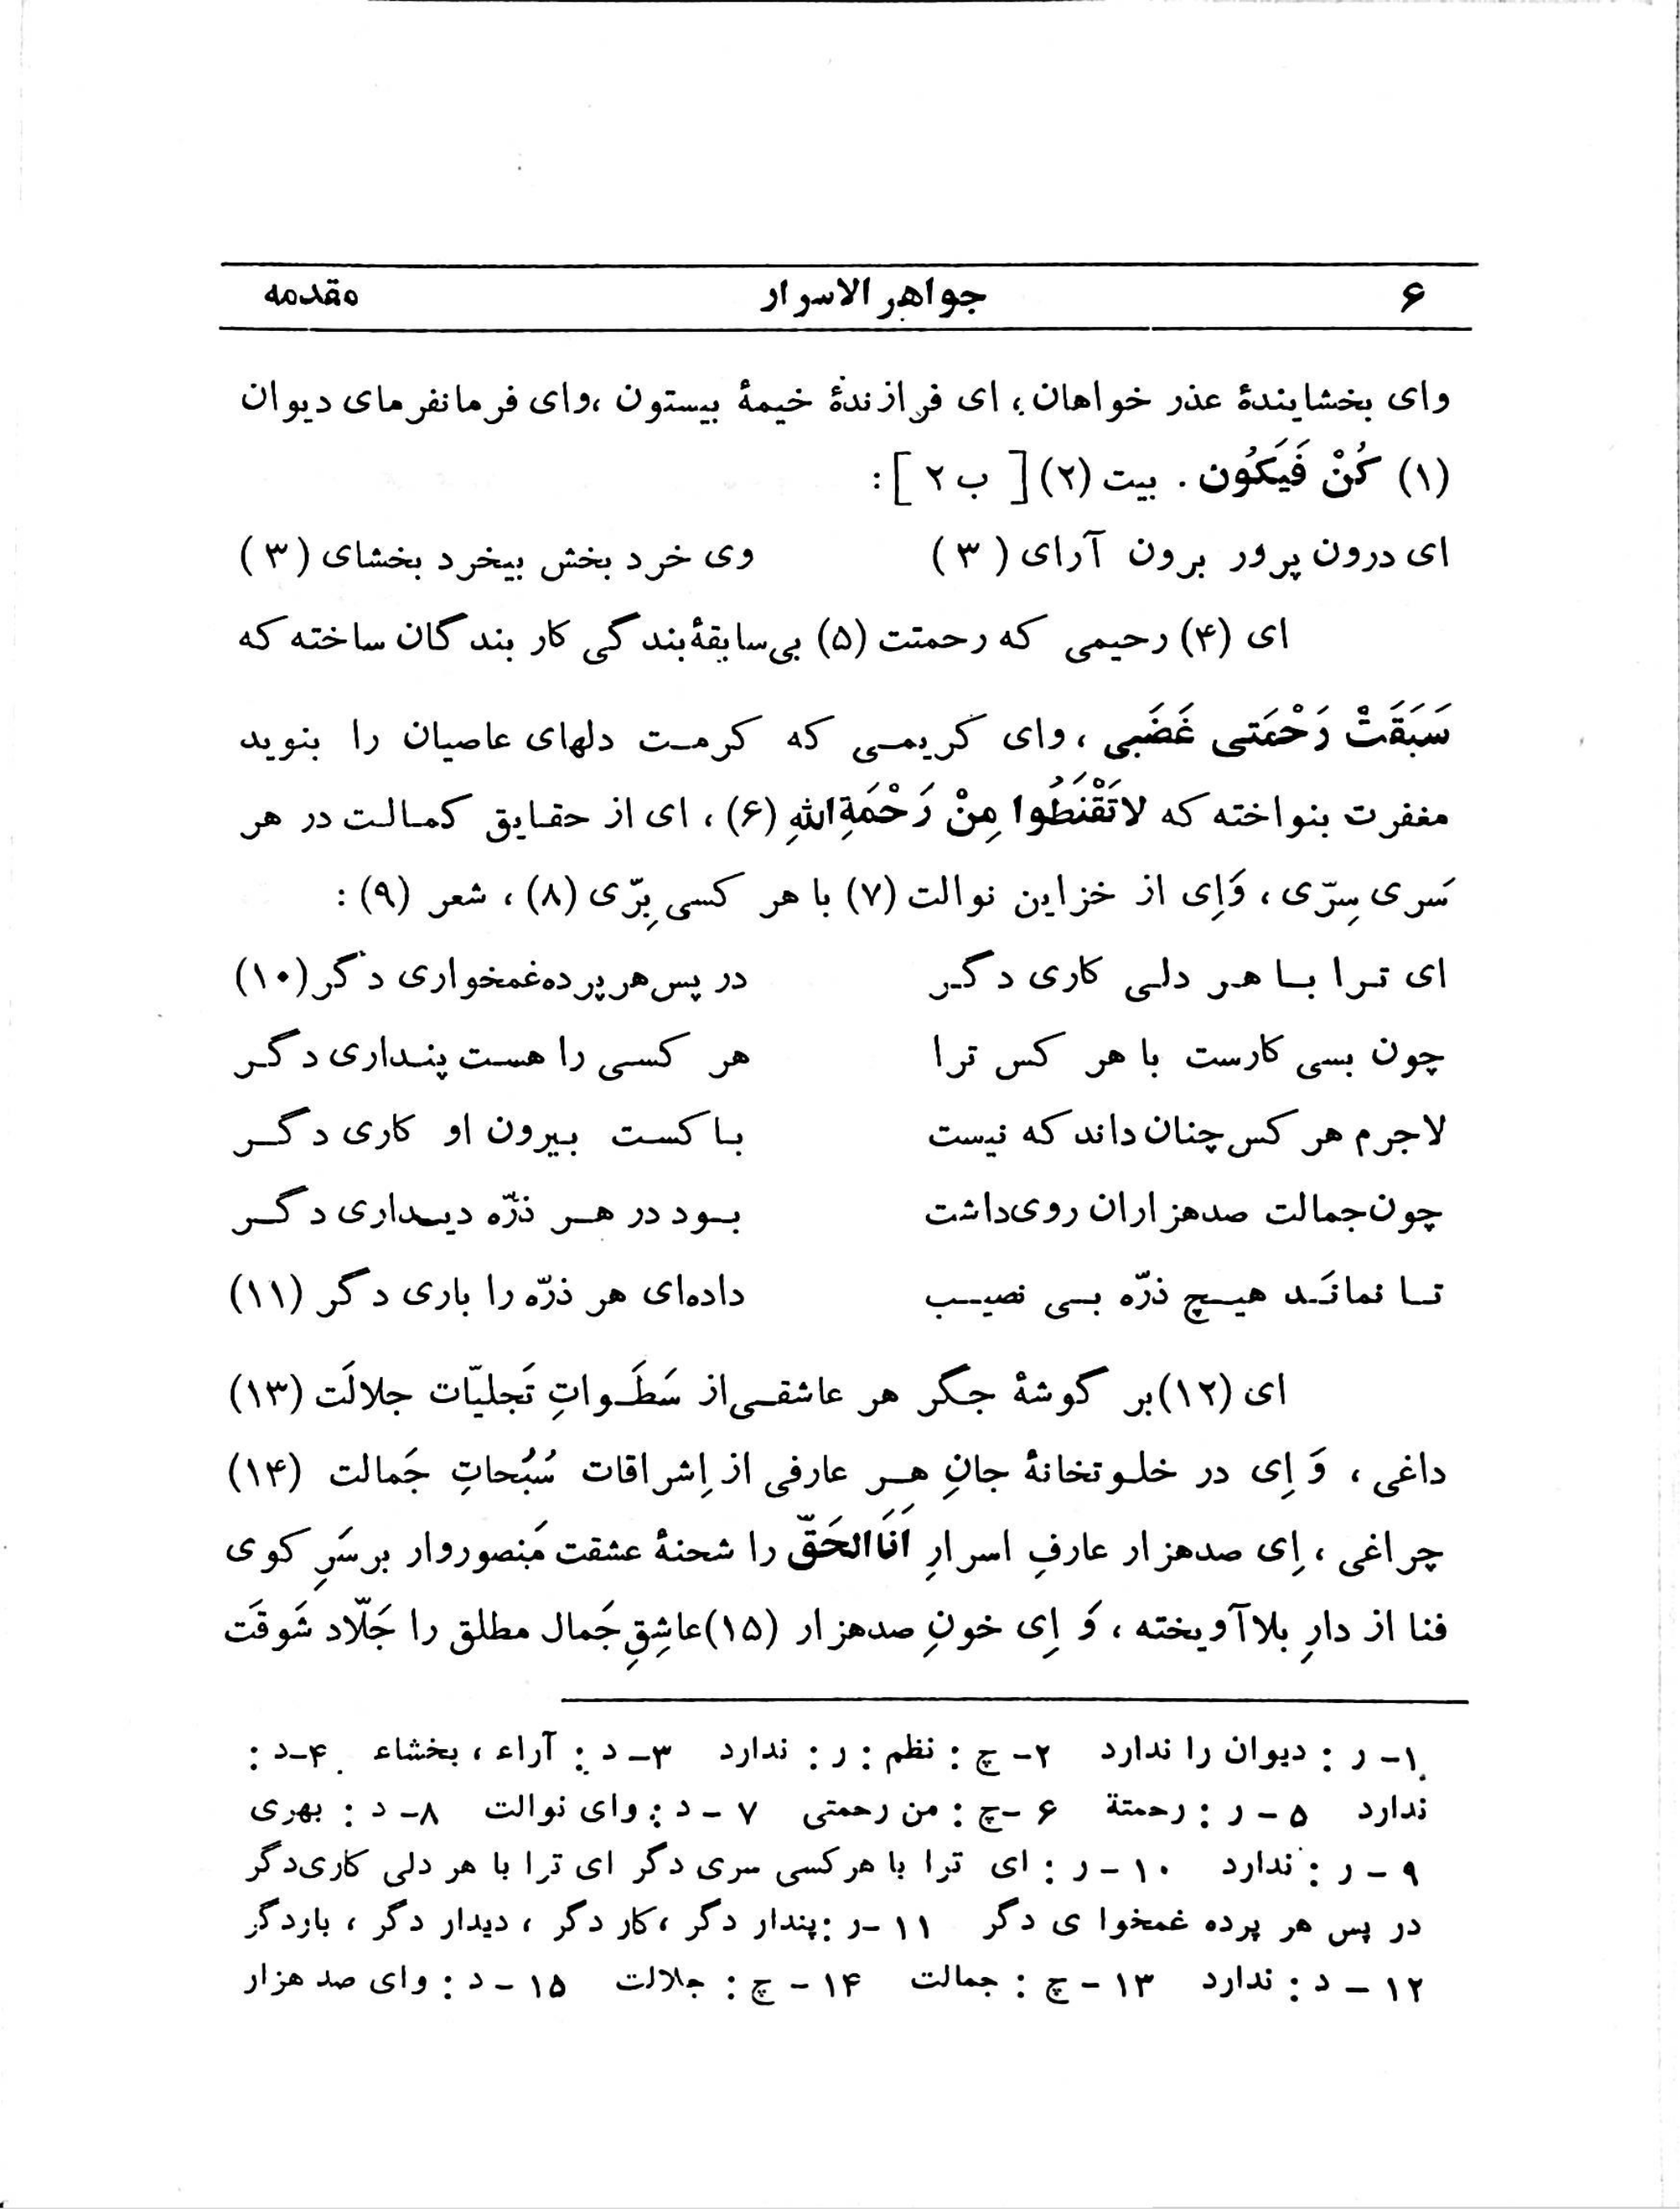 ۶ جواهر الاسرار مقدمه
وای بخشایندهٔ عذر خواهان؛ ای فرازندهٔ خیمهٔ بیستون ،وای فرمانفرمای دیوان
(۱) کُنْ فَیَکُون . بیت (۲) [ ب ۲ ] :
ای درون پرور برون آرای ( ۳ ) وی خرد بخش بیخرد بخشای ( ۳ )
ای (۴) رحیمی که رحمتت (۵) بی‌سابقهٔ بندگی کار بندگان ساخته که
سَبَقَتْ رَحْمَتی غَضَبی ، وای کریمی که کرمت دلهای عاصیان را بنوید
مغفرت بنواخته که لاتَقْنَطُوا مِنْ رَحْمَةِ اللهِ (۶) ، ای از حقایق کمالت در هر
سَری سِرّی ، وَاِی از خزاین نوالت (۷) با هر کسی بِرّی (۸) ، شعر (۹) :
ای ترا با هر دلی کاری دگر در پس هر پرده غمخواری دگر (۱۰)
چون بسی کارست با هر کس ترا هر کسی را هست پنداری دگر
لاجرم هر کس چنان داند که نیست با کست بیرون او کاری دگر
چون جمالت صدهزاران روی داشت بود در هر ذرّه دیداری دگر
تا نمانَد هیچ ذرّه بی نصیب داده‌ای هر ذرّه را باری دگر (۱۱)
ای (۱۲) بر گوشهٔ جگر هر عاشقی از سَطَواتِ تَجلیّات جلالَت (۱۳)
داغی ، وَ اِی در خلوتخانهٔ جانِ هر عارفی از اِشراقات سُبُحاتِ جَمالت (۱۴)
چراغی ، اِی صدهزار عارفِ اسرارِ اَنَاالحَقّ را شحنهٔ عشقت مَنصوروار بر سَرِ کوی
فنا از دارِ بلا آویخته ، وَ اِی خونِ صدهزار (۱۵) عاشِقِ جَمال مطلق را جَلّاد شَوقَت
۱- ر : دیوان را ندارد ۲- چ : نظم : ر : ندارد ۳- د : آراء ، بخشاء ۴-د :
ندارد ۵ - ر : رحمتة ۶ -چ : من رحمتی ۷ - د : وای نوالت ۸- د : بهری
۹ - ر : ندارد ۱۰ - ر : ای ترا با هر کسی سری دگر ای ترا با هر دلی کاری دگر
در پس هر پرده غمخوا ی دگر ۱۱ -ر :پندار دگر ،کار دگر ، دیدار دگر ، باردگر
۱۲ - د : ندارد ۱۳ - چ : جمالت ۱۴ - چ : جلالت ۱۵ - د : وای صد هزار